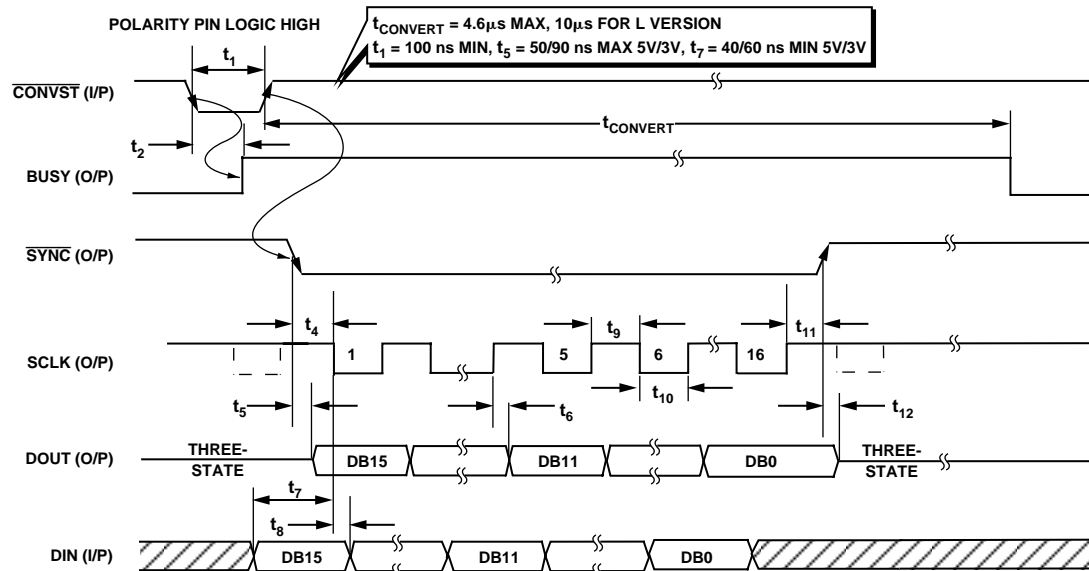 POLARITY PIN LOGIC HIGH
tCONVERT = 4.6µs MAX, 10µs FOR L VERSION
t1 = 100 ns MIN, t5 = 50/90 ns MAX 5V/3V, t7 = 40/60 ns MIN 5V/3V
t1
CONVST (I/P)
tCONVERT
t2
BUSY (O/P)
SYNC (O/P)
t4
t9
t11
SCLK (O/P)
1
5
6
16
t5
t6
t10
t12
DOUT (O/P)
THREE-
STATE
DB15
DB11
DB0
THREE-
STATE
t7
t8
DIN (I/P)
DB15
DB11
DB0